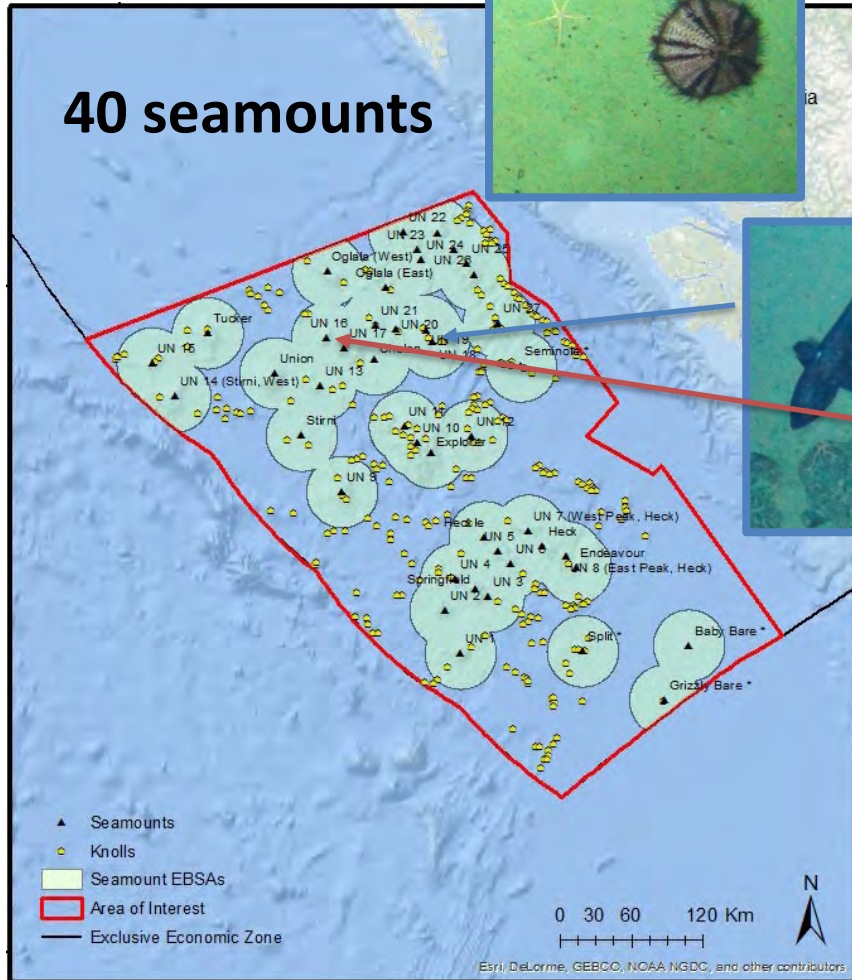 40 seamounts
ia
UN 22
UN 23
UN 24
UN 25
UN 26
Oglala (West)
Oglala (East)
UN 27
Tucker
UN 21
UN 16
UN 20
UN 17
UN 19
UN 18
Seminole *
UN 15
Union
UN 13
UN 14 (Stirni, West)
UN 11
UN 12
Stirni
UN 10
Explorer
UN 9
UN 7 (West Peak, Heck)
Heckle
Heck
UN 5
Endeavour
UN 4
UN 8 (East Peak, Heck)
Springfield
UN 3
UN 2
UN 1
Split *
Baby Bare *
Grizzly Bare *
Seamounts
Knolls
Seamount EBSAs
Area of Interest
Exclusive Economic Zone
N
0 30 60 120 Km
Esri, DeLorme, GEBCO, NOAA NGDC, and other contributors